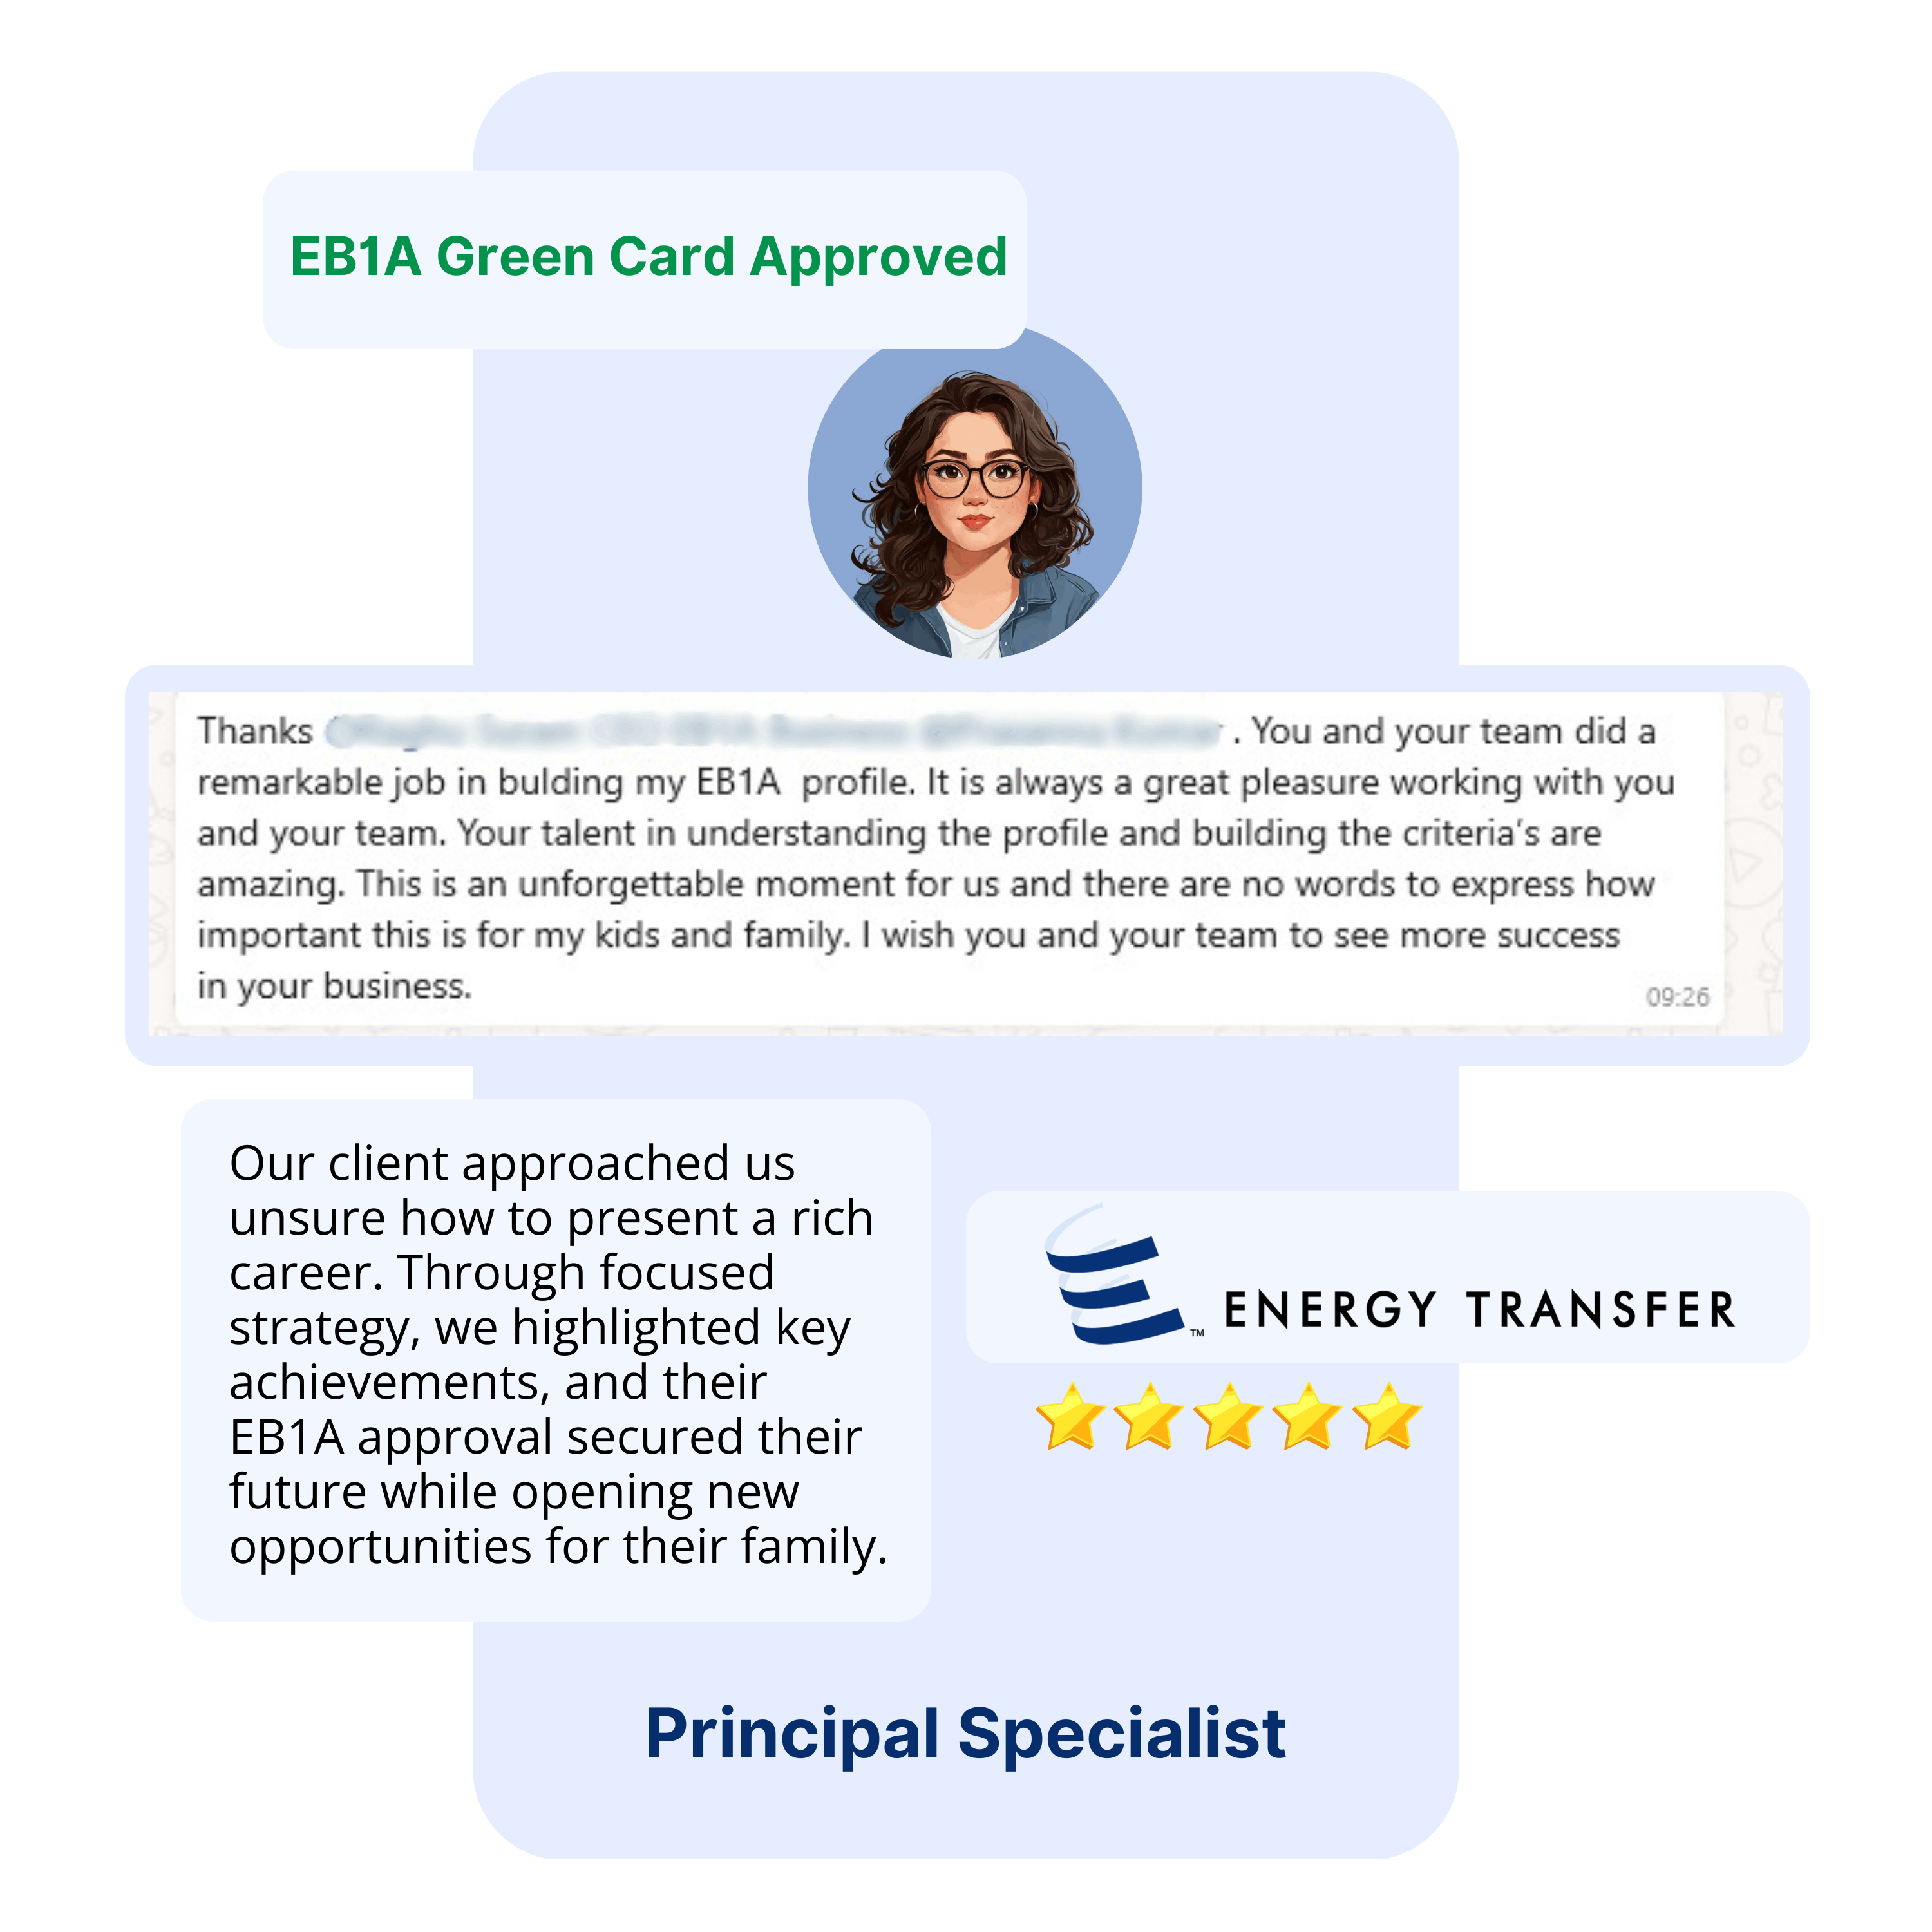 EB1A Green Card Approved
Thanks . You and your team did a
remarkable job in bulding my EB1A profile. It is always a great pleasure working with you
and your team. Your talent in understanding the profile and building the criteria's are
amazing. This is an unforgettable moment for us and there are no words to express how
important this is for my kids and family. I wish you and your team to see more success
in your business.
09:26
Our client approached us
unsure how to present a rich
career. Through focused
strategy, we highlighted key
achievements, and their
EB1A approval secured their
future while opening new
opportunities for their family.
™ ENERGY TRANSFER
Principal Specialist